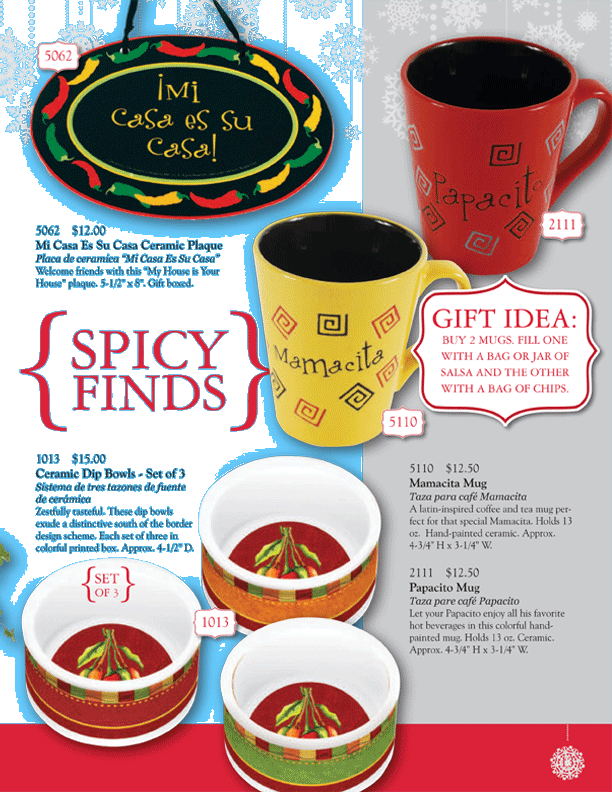 5062
¡Mi
casa es su
casa!
Papacito
2111
5062 $12.00
Mi Casa Es Su Casa Ceramic Plaque
Placa de ceramica "Mi Casa Es Su Casa"
Welcome friends with this "My House is Your
House" plaque. 5-1/2" x 8". Gift boxed.
Mamacita
5110
SPICY
FINDS
GIFT IDEA:
BUY 2 MUGS. FILL ONE
WITH A BAG OR JAR OF
SALSA AND THE OTHER
WITH A BAG OF CHIPS.
1013 $15.00
Ceramic Dip Bowls - Set of 3
Sistema de tres tazones de fuente
de cerámica
Zestfully tasteful. These dip bowls
exude a distinctive south of the border
design scheme. Each set of three in
colorful printed box. Approx. 4-1/2" D.
SET
OF 3
1013
5110 $12.50
Mamacita Mug
Taza para café Mamacita
A latin-inspired coffee and tea mug per-
fect for that special Mamacita. Holds 13
oz. Hand-painted ceramic. Approx.
4-3/4" H x 3-1/4" W.
2111 $12.50
Papacito Mug
Taza pare café Papacito
Let your Papacito enjoy all his favorite
hot beverages in this colorful hand-
painted mug. Holds 13 oz. Ceramic.
Approx. 4-3/4" H x 3-1/4" W.